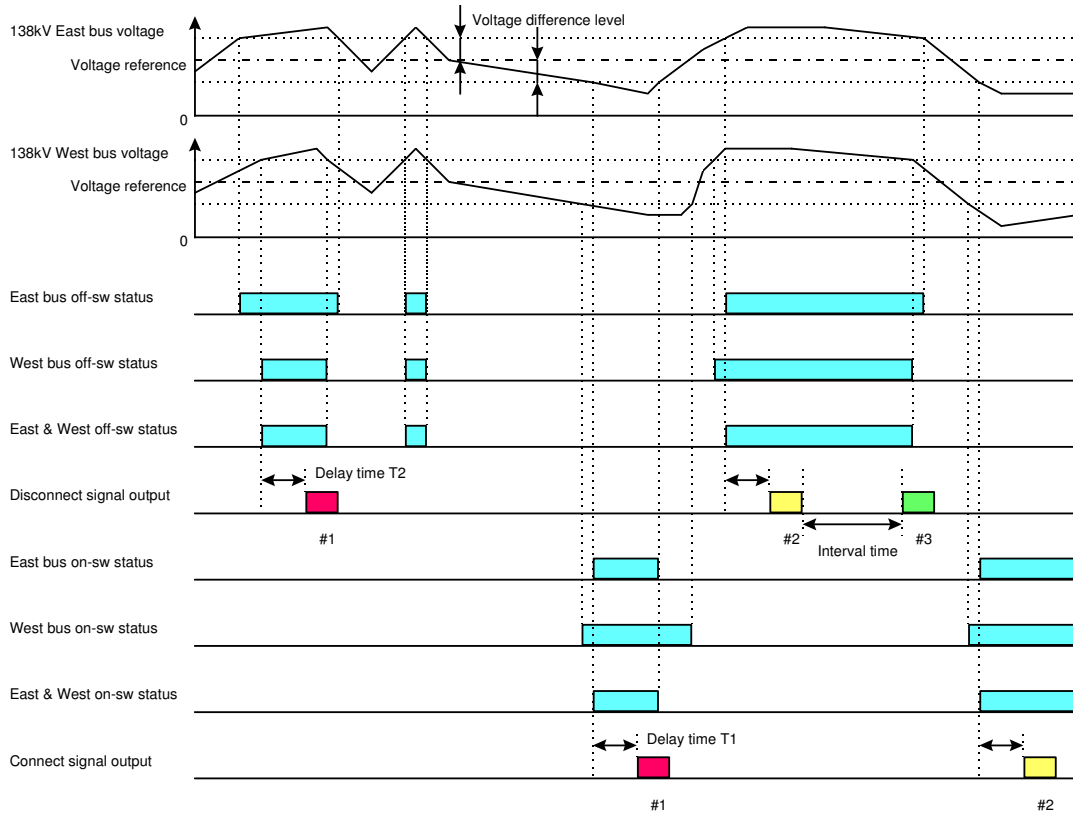 Voltage difference level
138kV East bus voltage
Voltage reference
0
138kV West bus voltage
Voltage reference
0
East bus off-sw status
West bus off-sw status
East & West off-sw status
Delay time T2
Disconnect signal output
#1
#2
#3
Interval time
East bus on-sw status
West bus on-sw status
East & West on-sw status
Delay time T1
Connect signal output
#1
#2